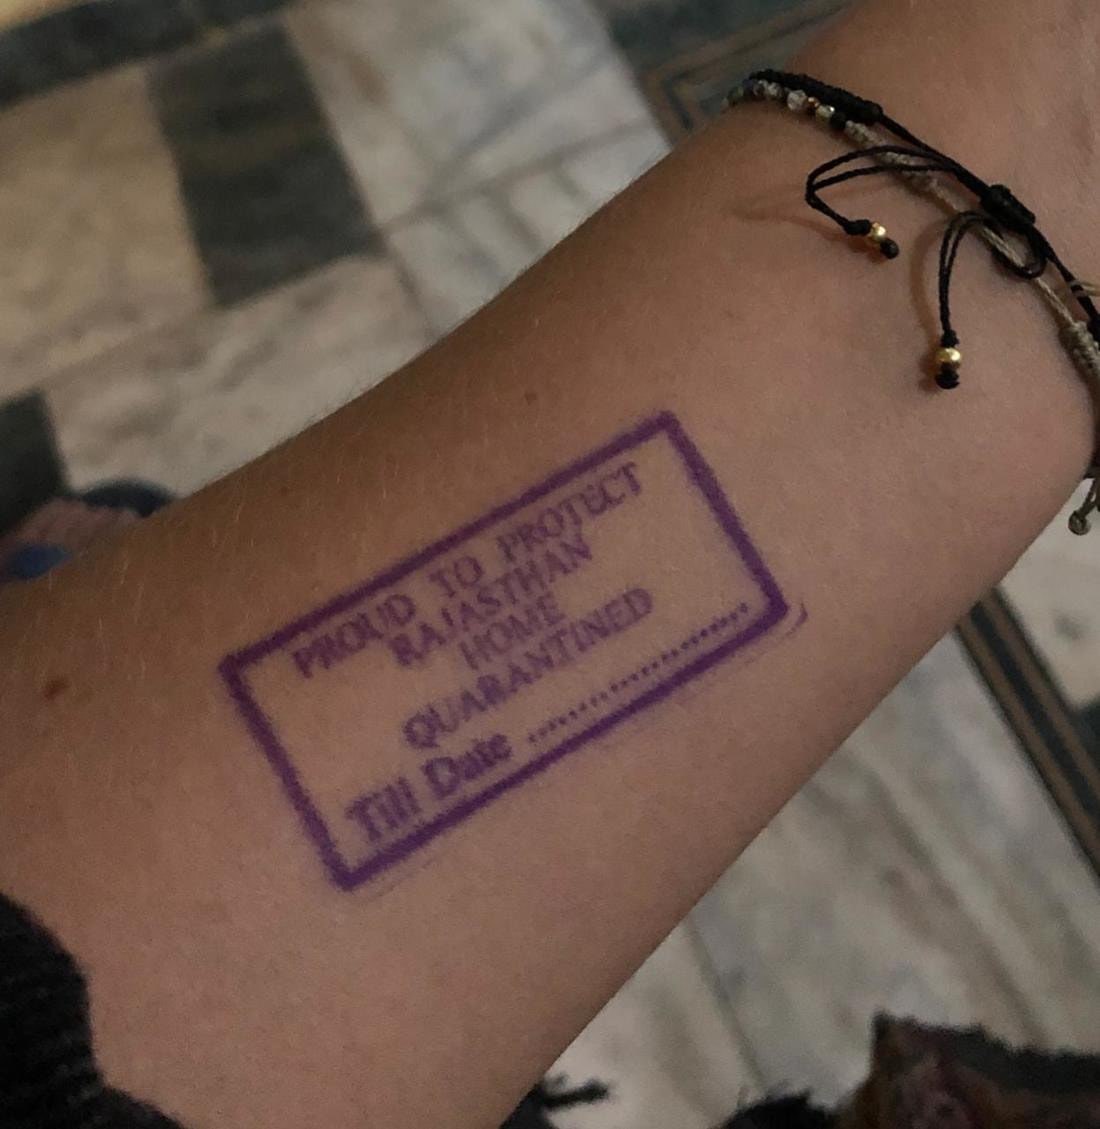 PROUD TO PROTECT
RAJASTHAN
HOME
QUARANTINED
Till Date ........................